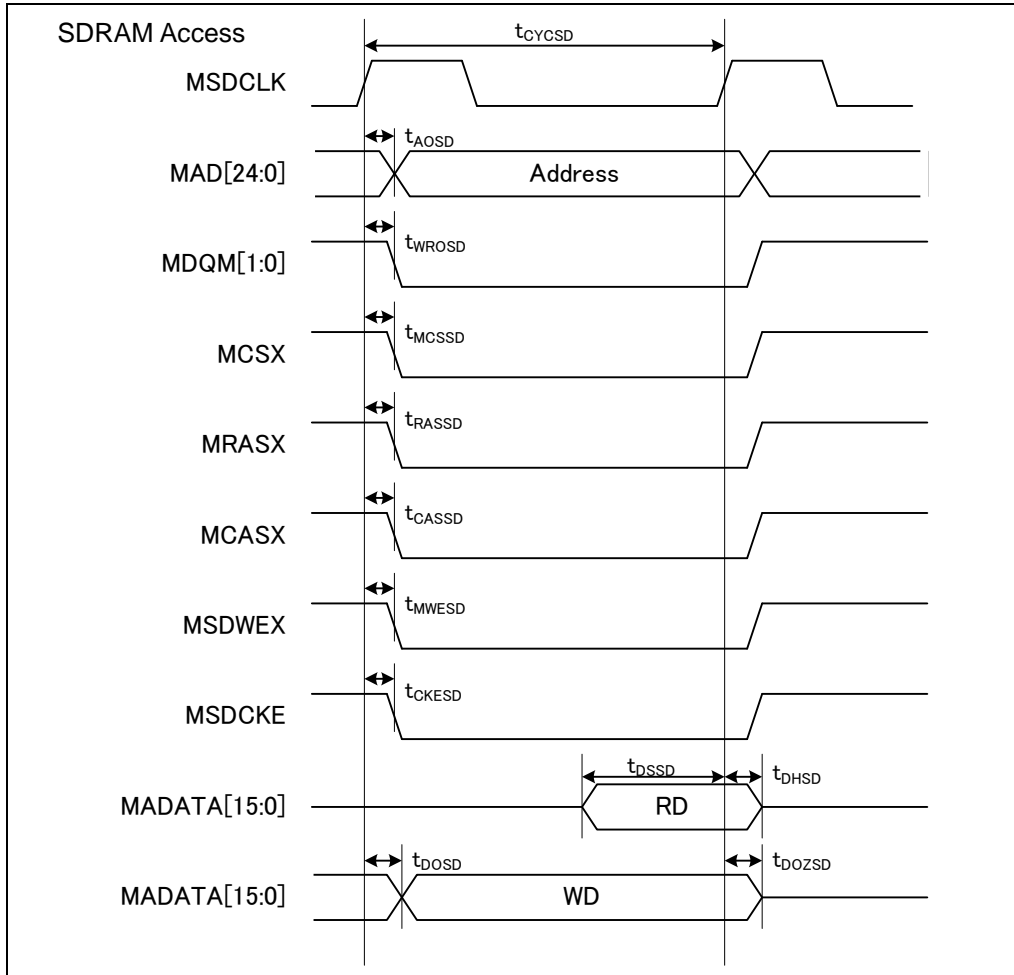 SDRAM Access
tCYCSD
MSDCLK
tAOSD
MAD[24:0]
Address
tWROSD
MDQM[1:0]
tMCSSD
MCSX
tRASSD
MRASX
tCASSD
MCASX
tMWESD
MSDWEX
tCKESD
MSDCKE
tDSSD
tDHSD
MADATA[15:0]
RD
tDOSD
tDOZSD
MADATA[15:0]
WD